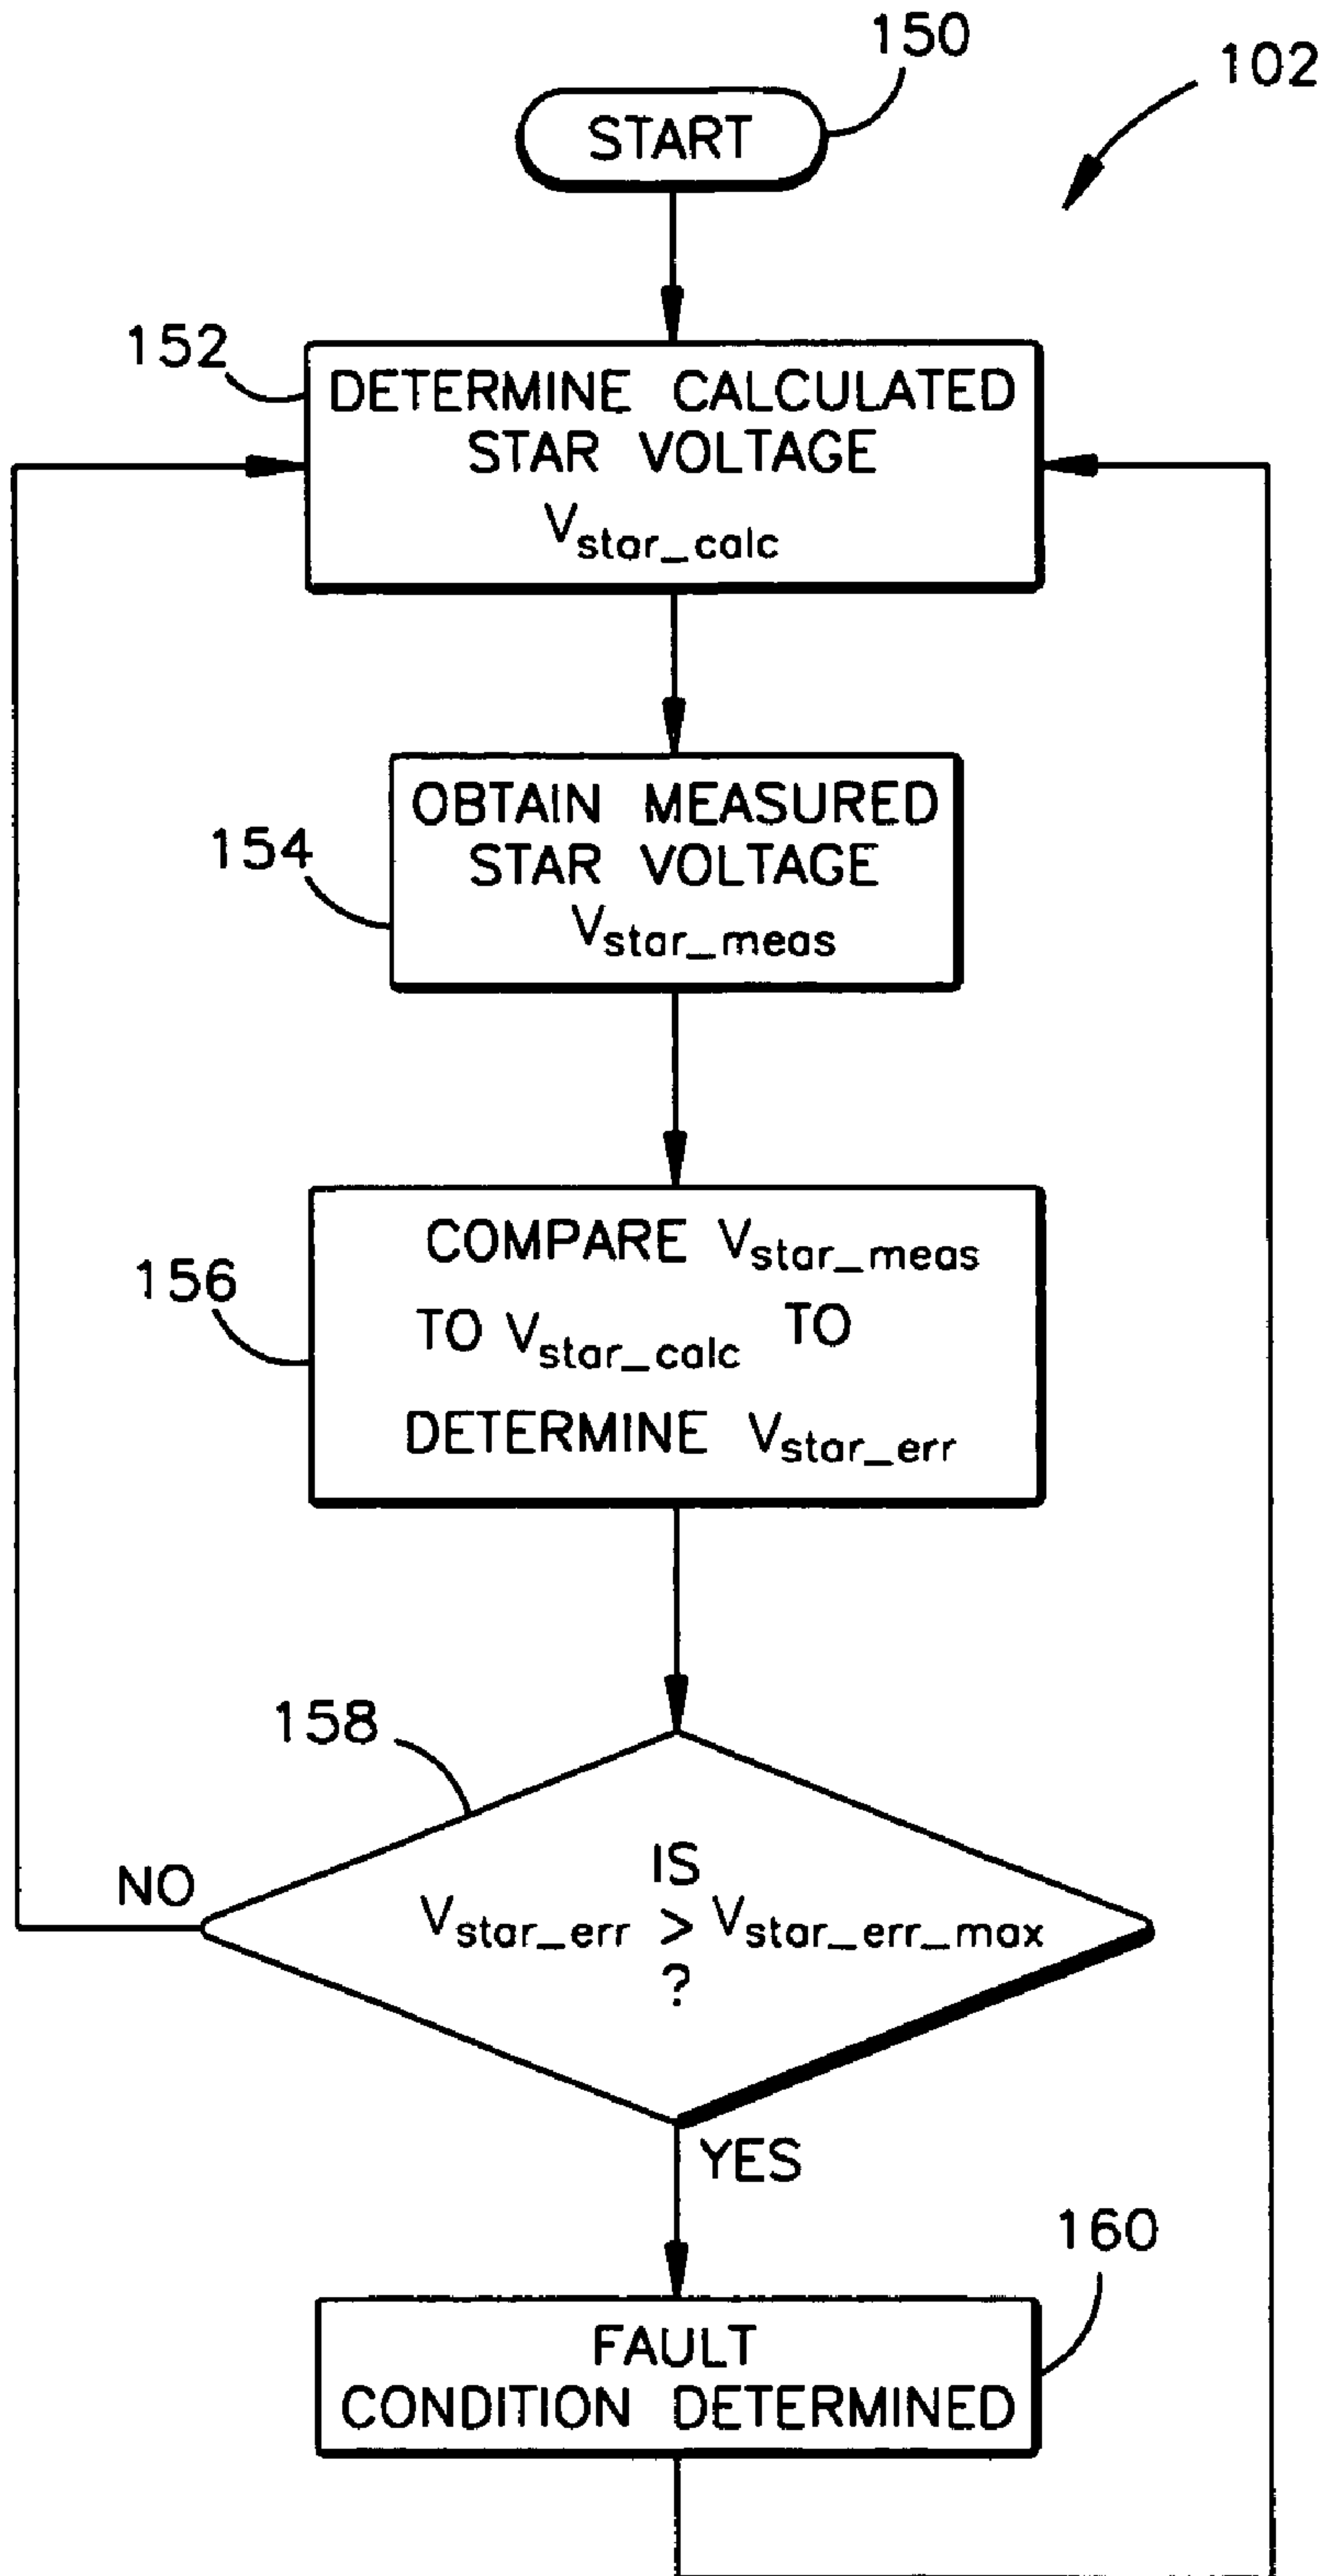 150
102
START
152
DETERMINE CALCULATED
STAR VOLTAGE
Vstar_calc
154
OBTAIN MEASURED
STAR VOLTAGE
Vstar_meas
156
COMPARE Vstar_meas
TO Vstar_calc TO
DETERMINE Vstar_err
158
NO
IS
Vstar_err > Vstar_err_max
?
YES
160
FAULT
CONDITION DETERMINED